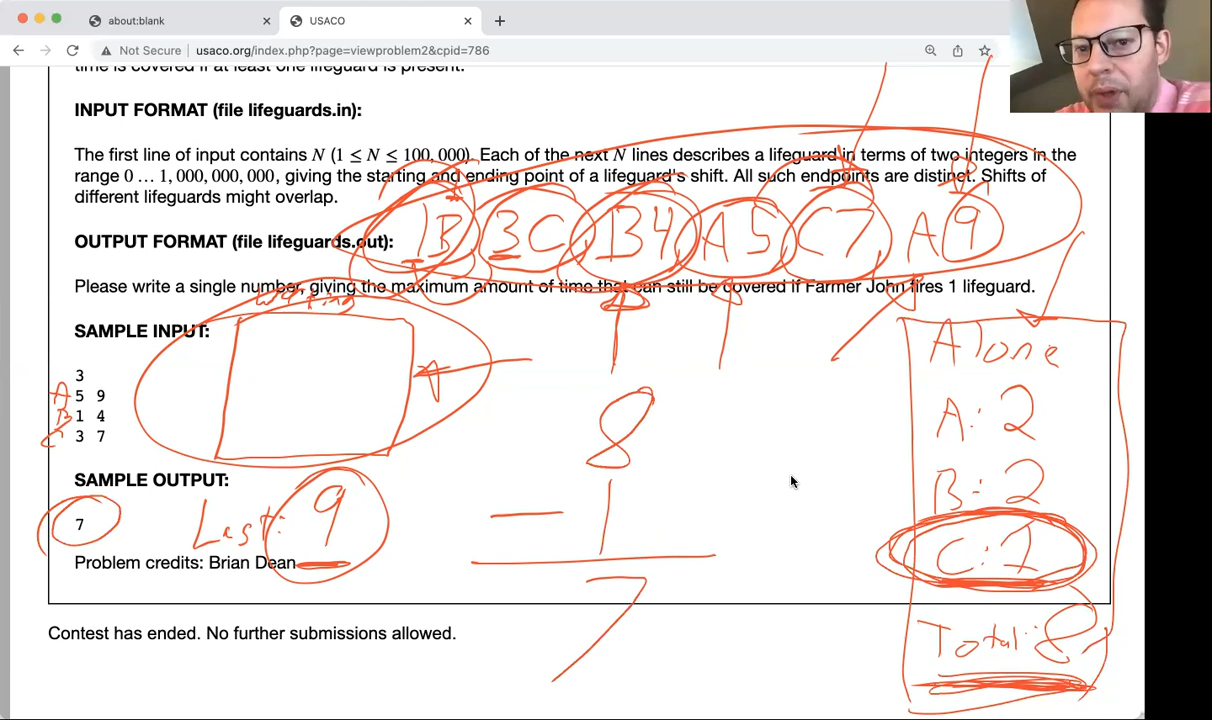 about:blank
USACO
Not Secure usaco.org/index.php?page=viewproblem2&cpid=786
time is covered if at least one lifeguard is present.
INPUT FORMAT (file lifeguards.in):
The first line of input contains N (1 ≤ N ≤ 100,000). Each of the next N lines describes a lifeguard in terms of two integers in the
range 0…1,000,000,000, giving the starting and ending point of a lifeguard's shift. All such endpoints are distinct. Shifts of
different lifeguards might overlap.
1B 3C B4 A5 C7 A9
OUTPUT FORMAT (file lifeguards.out):
Please write a single number, giving the maximum amount of time that can still be covered if Farmer John fires 1 lifeguard.
Waiting
SAMPLE INPUT:
3
A 5 9
B 1 4
C 3 7
SAMPLE OUTPUT:
7
Last: 9
Problem credits: Brian Dean
8
- 1
7
Alone
A: 2
B: 2
C: 1
Total: 8
Contest has ended. No further submissions allowed.